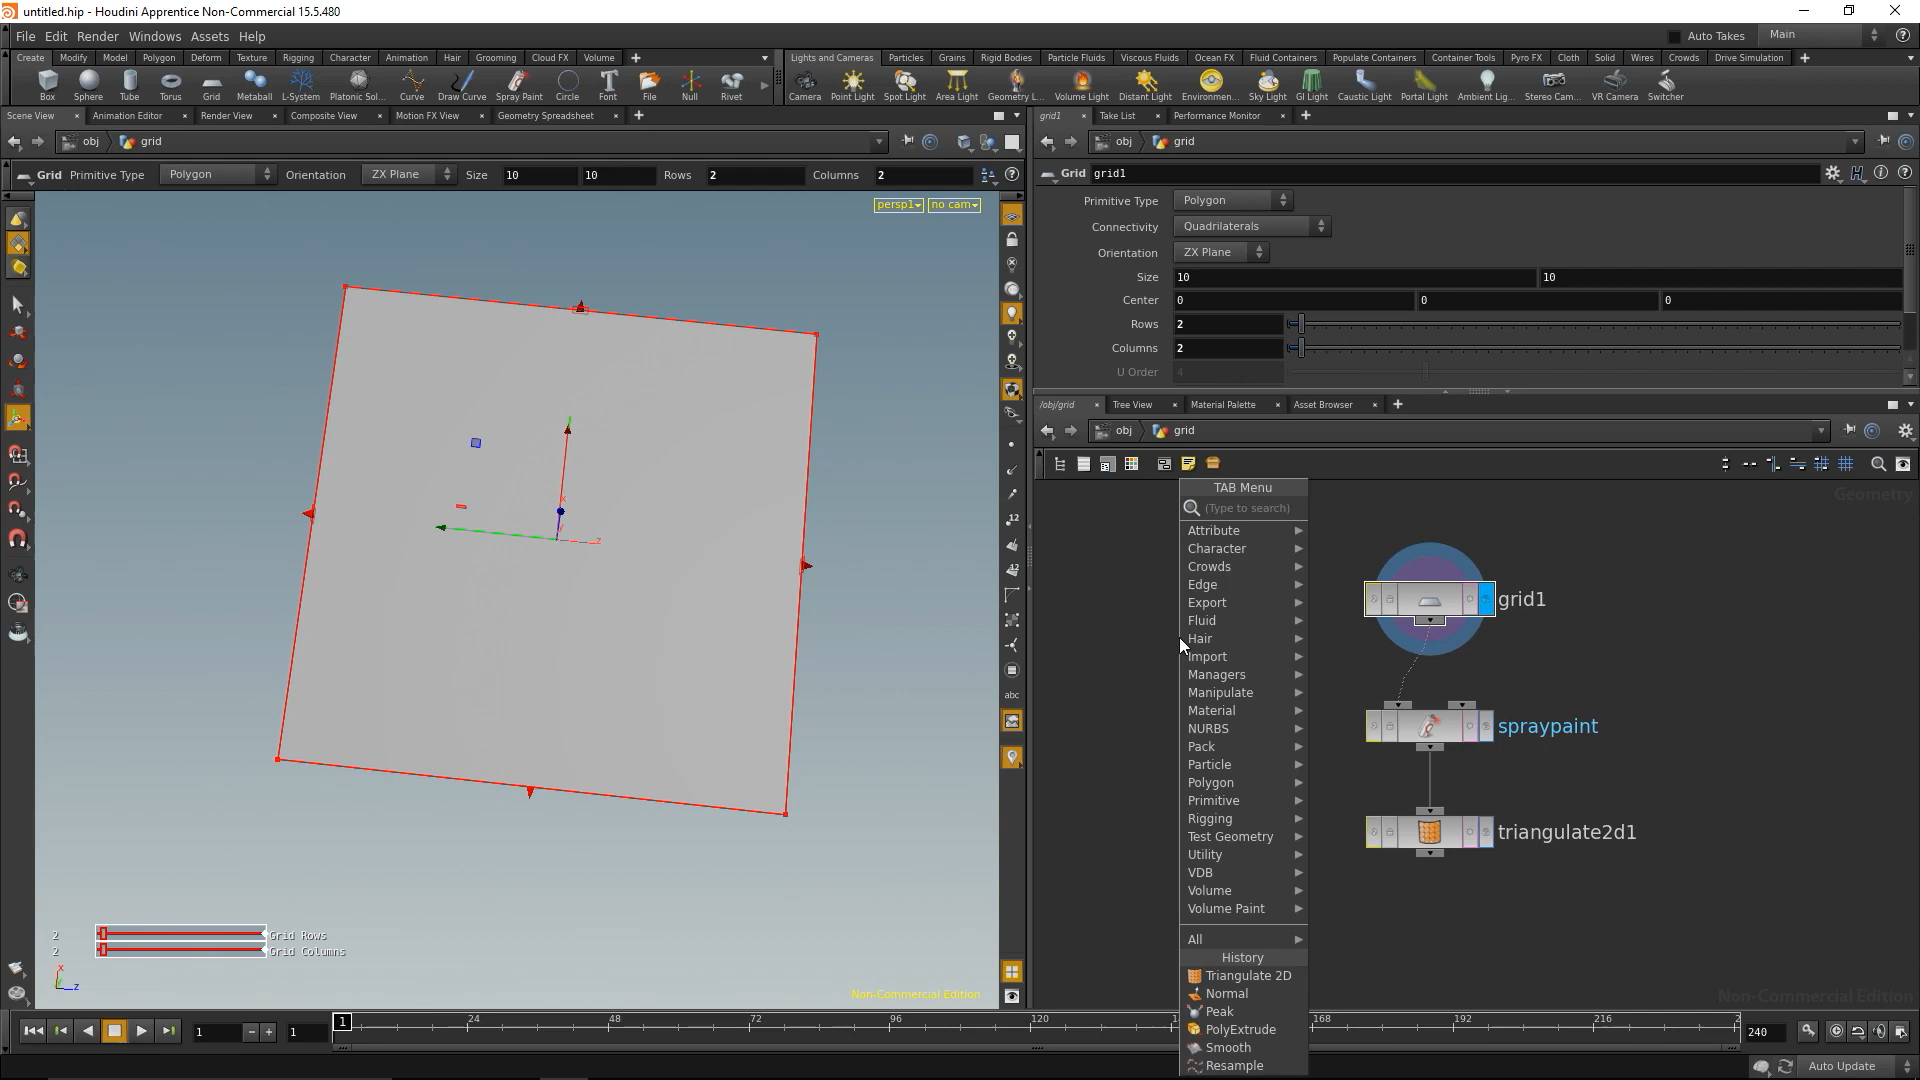 untitled.hip - Houdini Apprentice Non-Commercial 15.5.480
File Edit Render Windows Assets Help
Auto Takes Main
Create Modify Model Polygon Deform Texture Rigging Character Animation Hair Grooming Cloud FX Volume
Lights and Cameras Particles Grains Rigid Bodies Particle Fluids Viscous Fluids Ocean FX Fluid Containers Populate Containers Container Tools Pyro FX Cloth Solid Wires Crowds Drive Simulation
Box Sphere Tube Torus Grid Metaball L-System Platonic Sol... Curve Draw Curve Spray Paint Circle Font File Null Rivet
Camera Point Light Spot Light Area Light Geometry L... Volume Light Distant Light Environmen... Sky Light GI Light Caustic Light Portal Light Ambient Lig... Stereo Cam... VR Camera Switcher
Scene View Animation Editor Render View Composite View Motion FX View Geometry Spreadsheet
grid1 Take List Performance Monitor
obj grid
obj grid
Grid Primitive Type Polygon Orientation ZX Plane Size 10 10 Rows 2 Columns 2
Grid grid1
persp1 no cam
Primitive Type Polygon
Connectivity Quadrilaterals
Orientation ZX Plane
Size 10 10
Center 0 0 0
Rows 2
Columns 2
U Order 4
/obj/grid Tree View Material Palette Asset Browser
obj grid
Geometry
TAB Menu
(Type to search)
Attribute
Character
Crowds
Edge
Export
Fluid
Hair
Import
Managers
Manipulate
Material
NURBS
Pack
Particle
Polygon
Primitive
Rigging
Test Geometry
Utility
VDB
Volume
Volume Paint
All
History
Triangulate 2D
Normal
Peak
PolyExtrude
Smooth
Resample
grid1
spraypaint
triangulate2d1
x
z
12
12
abc
2 Grid Rows
2 Grid Columns
x
z
Non-Commercial Edition
Non-Commercial Edition
1 1 1 24 48 72 96 120 168 192 216 240
Auto Update